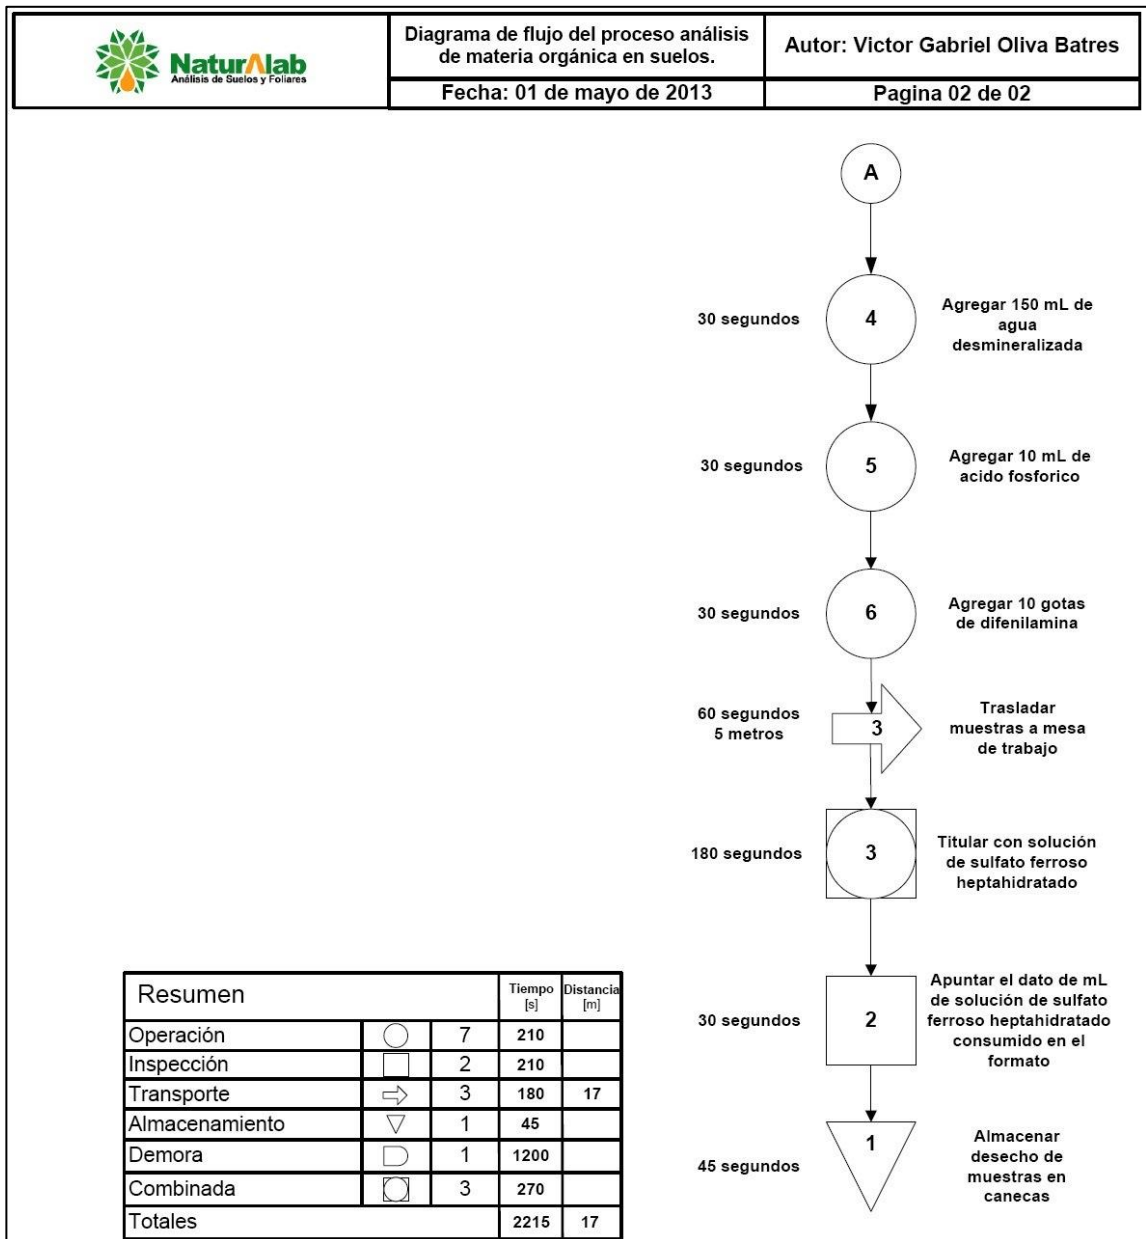 NaturAlab
Análisis de Suelos y Foliares
Diagrama de flujo del proceso análisis
de materia orgánica en suelos.
Autor: Victor Gabriel Oliva Batres
Fecha: 01 de mayo de 2013
Pagina 02 de 02
A
30 segundos
4
Agregar 150 mL de
agua
desmineralizada
30 segundos
5
Agregar 10 mL de
acido fosforico
30 segundos
6
Agregar 10 gotas
de difenilamina
60 segundos
5 metros
3
Trasladar
muestras a mesa
de trabajo
180 segundos
3
Titular con solución
de sulfato ferroso
heptahidratado
30 segundos
2
Apuntar el dato de mL
de solución de sulfato
ferroso heptahidratado
consumido en el
formato
45 segundos
1
Almacenar
desecho de
muestras en
canecas
Resumen Tiempo [s] Distancia [m]
Operación 7 210
Inspección 2 210
Transporte 3 180 17
Almacenamiento 1 45
Demora 1 1200
Combinada 3 270
Totales 2215 17